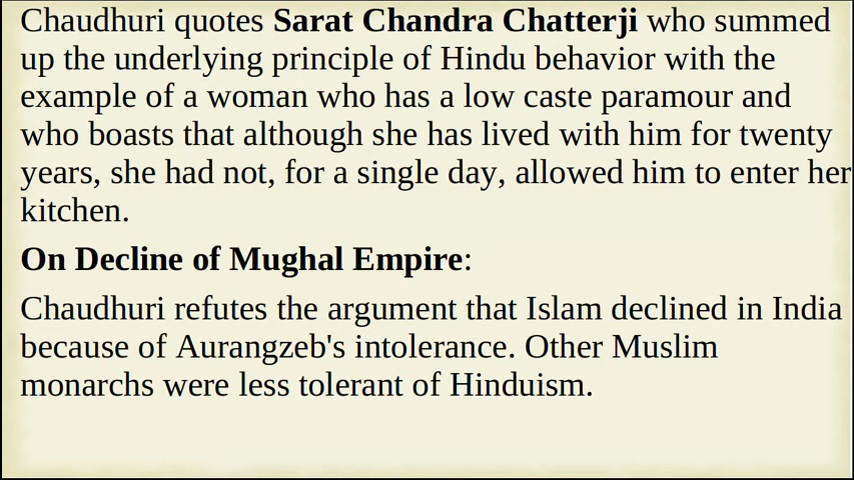 Chaudhuri quotes Sarat Chandra Chatterji who summed
up the underlying principle of Hindu behavior with the
example of a woman who has a low caste paramour and
who boasts that although she has lived with him for twenty
years, she had not, for a single day, allowed him to enter her
kitchen.
On Decline of Mughal Empire:
Chaudhuri refutes the argument that Islam declined in India
because of Aurangzeb's intolerance. Other Muslim
monarchs were less tolerant of Hinduism.